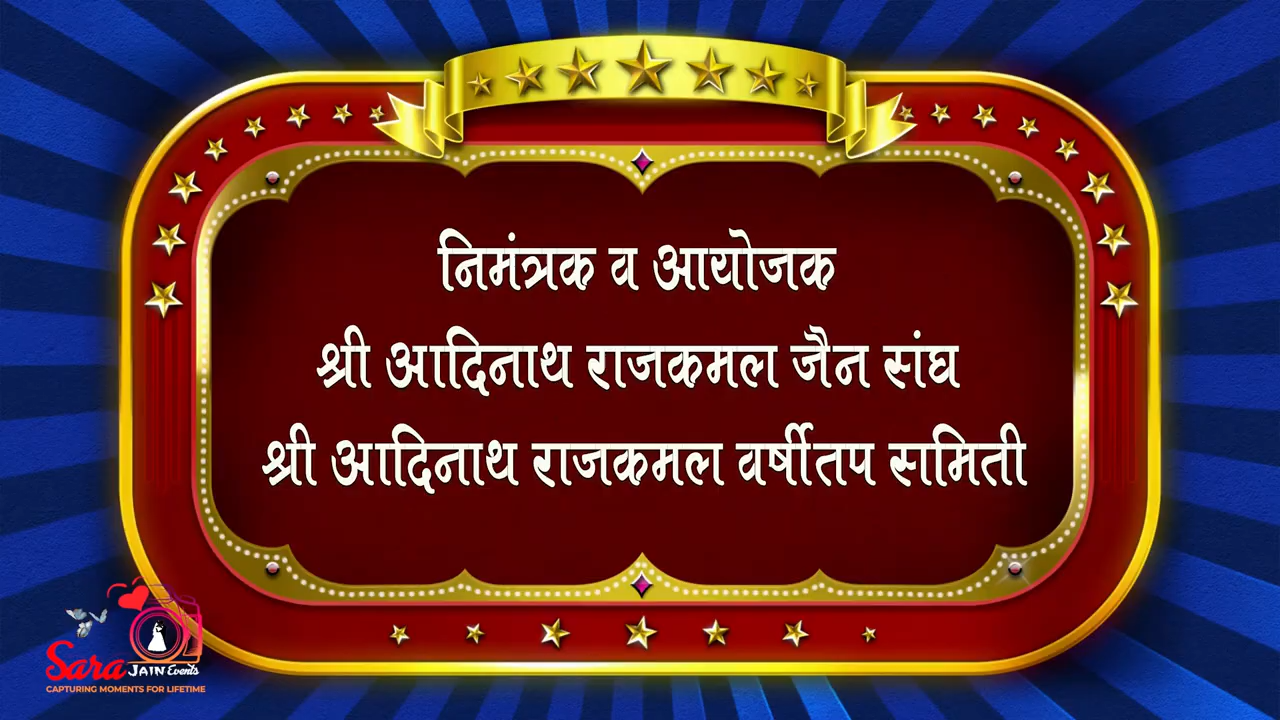 निमंत्रक व आयोजक
श्री आदिनाथ राजकमल जैन संघ
श्री आदिनाथ राजकमल वर्षीतप समिती
Sara JAIN Events
CAPTURING MOMENTS FOR LIFETIME